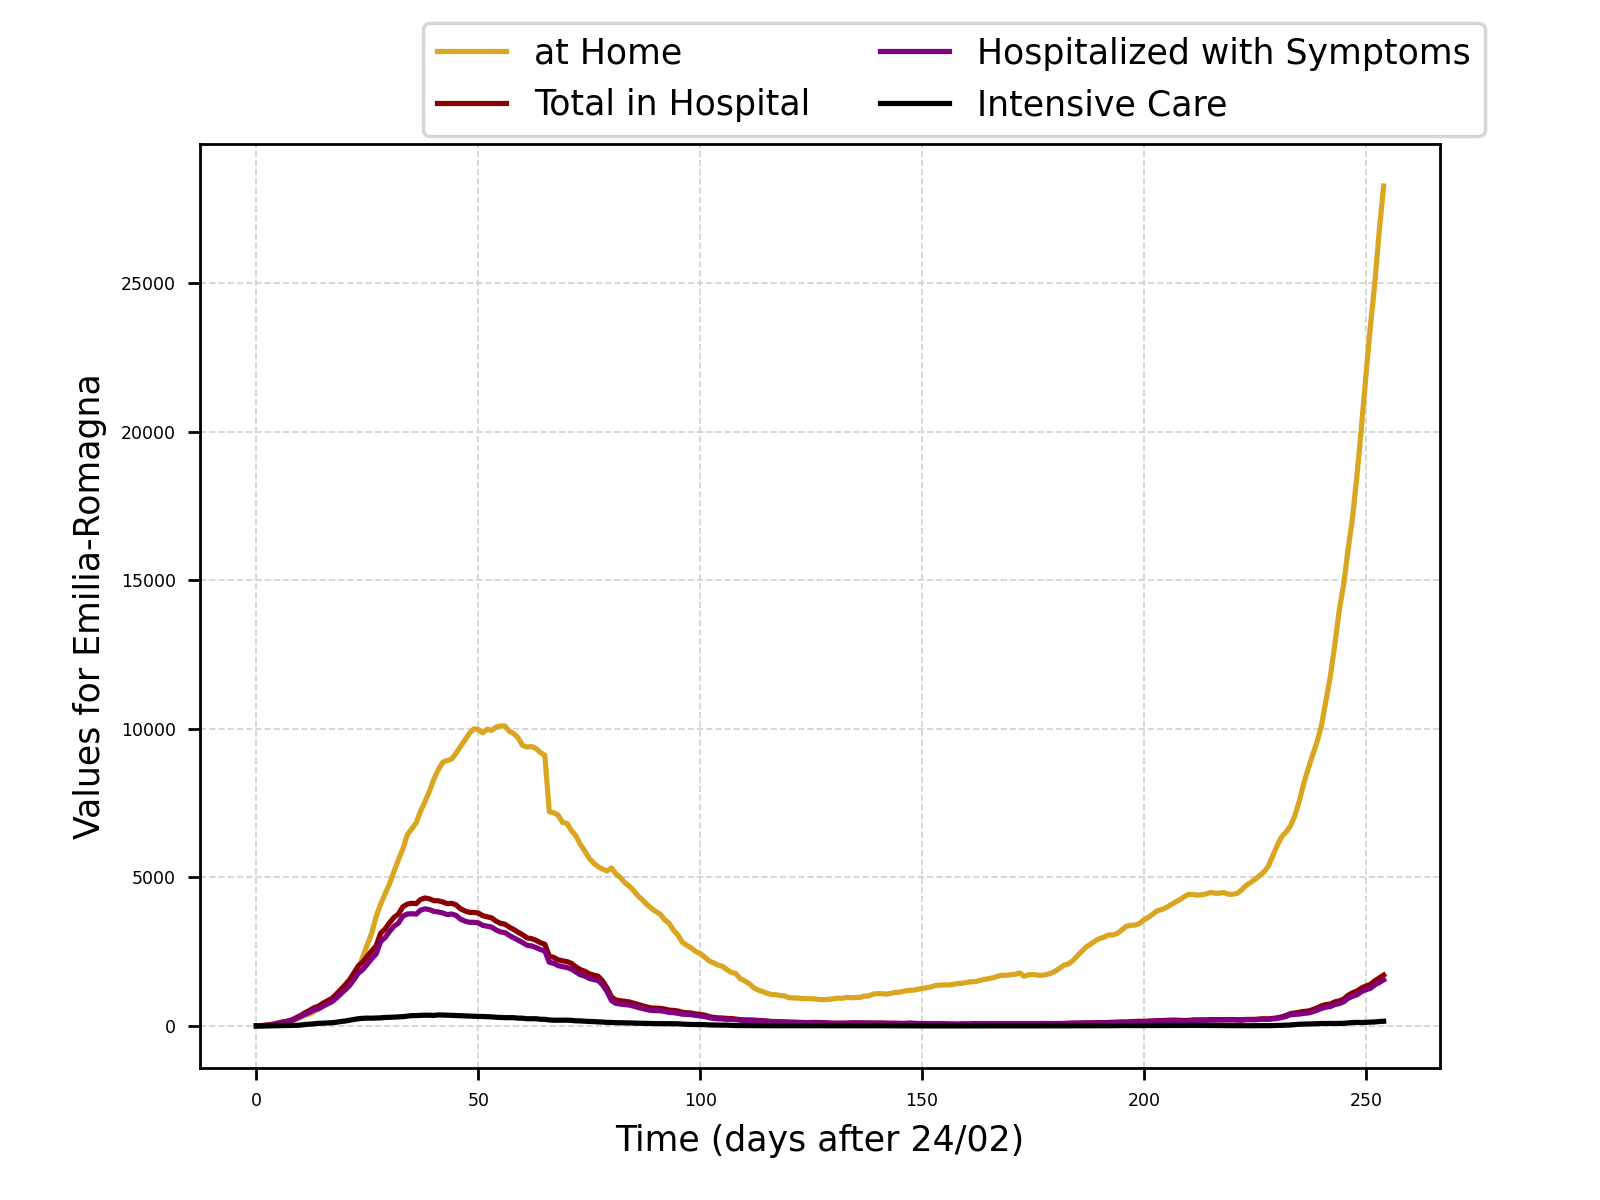 at Home
Total in Hospital
Hospitalized with Symptoms
Intensive Care
Values for Emilia-Romagna
25000
20000
15000
10000
5000
0
0 50 100 150 200 250
Time (days after 24/02)